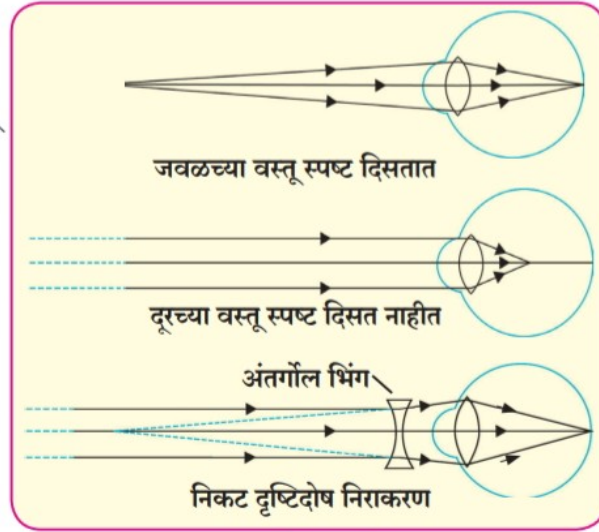 जवळच्या वस्तू स्पष्ट दिसतात
दूरच्या वस्तू स्पष्ट दिसत नाहीत
अंतर्गोल भिंग
निकट दृष्टिदोष निराकरण